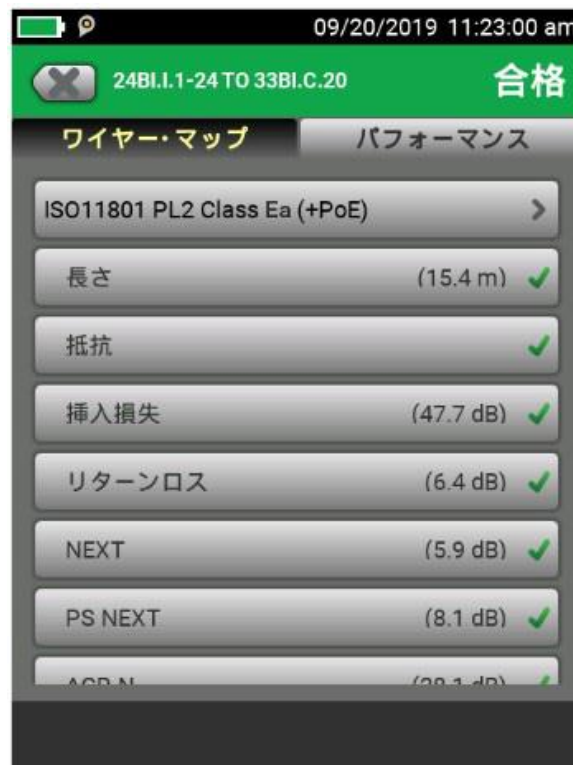 09/20/2019 11:23:00 am
24BI.I.1-24 TO 33BI.C.20 合格
ワイヤー・マップ パフォーマンス
ISO11801 PL2 Class Ea (+PoE)
長さ (15.4 m)
抵抗
挿入損失 (47.7 dB)
リターンロス (6.4 dB)
NEXT (5.9 dB)
PS NEXT (8.1 dB)